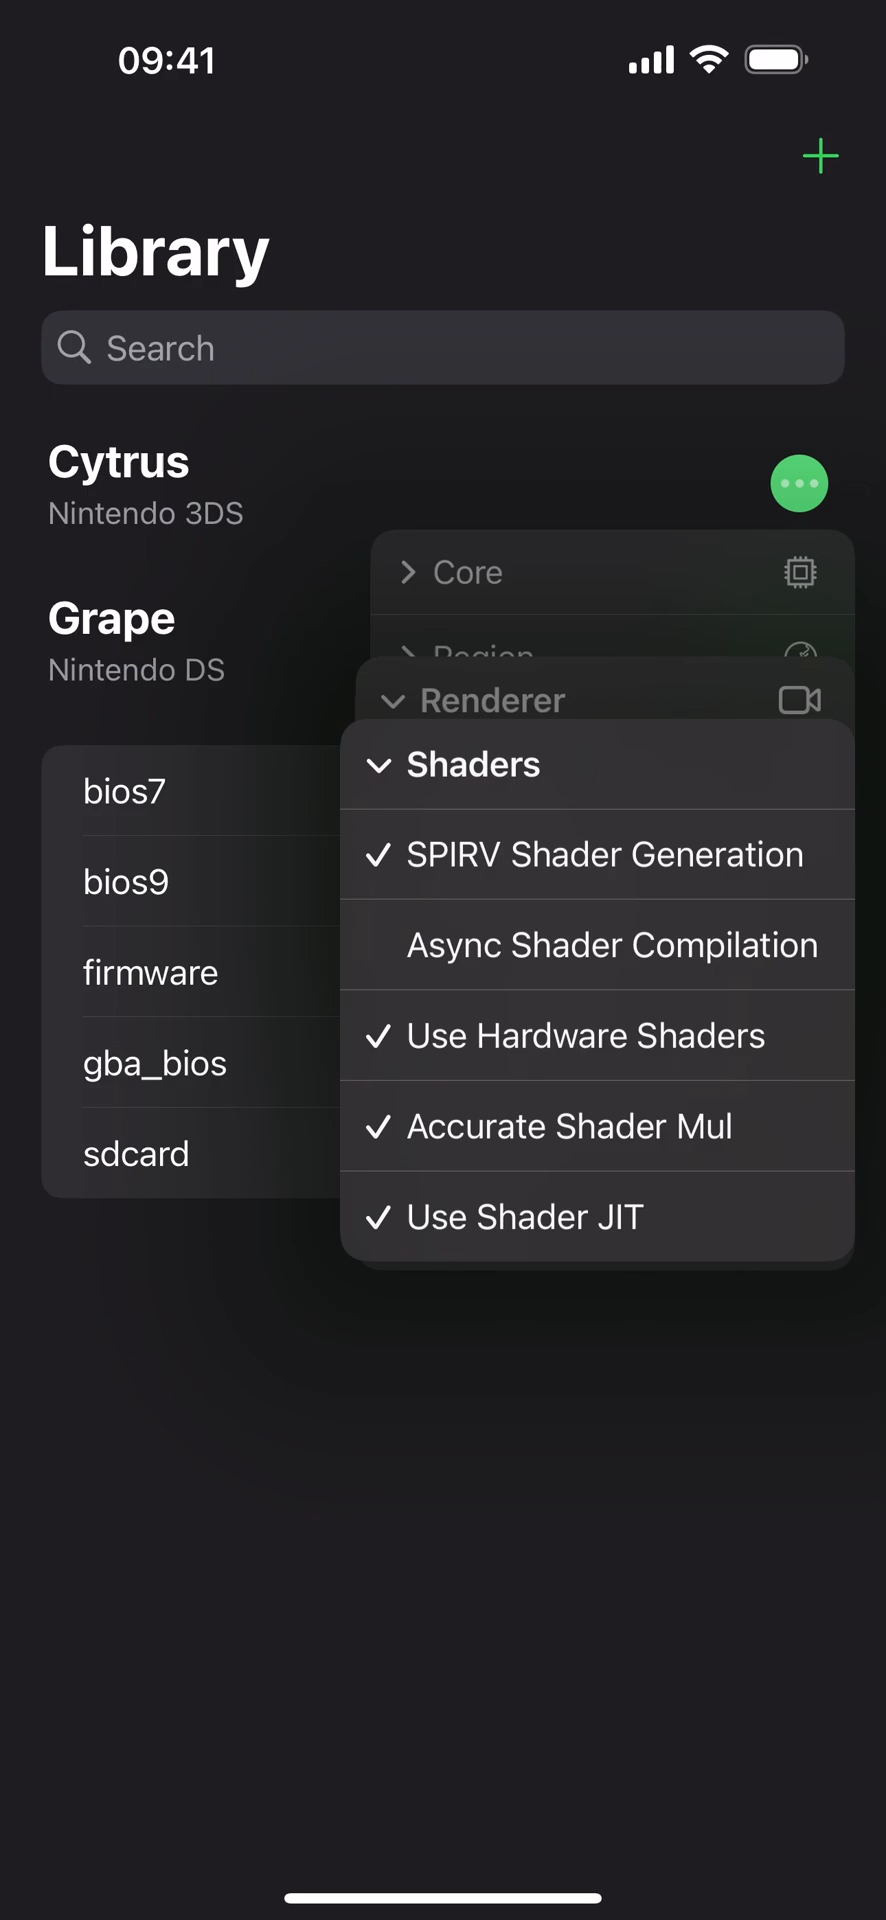 09:41
Library
Search
Cytrus
Nintendo 3DS
Core
Grape
Nintendo DS
Region
Renderer
Shaders
SPIRV Shader Generation
Async Shader Compilation
Use Hardware Shaders
Accurate Shader Mul
Use Shader JIT
bios7
bios9
firmware
gba_bios
sdcard